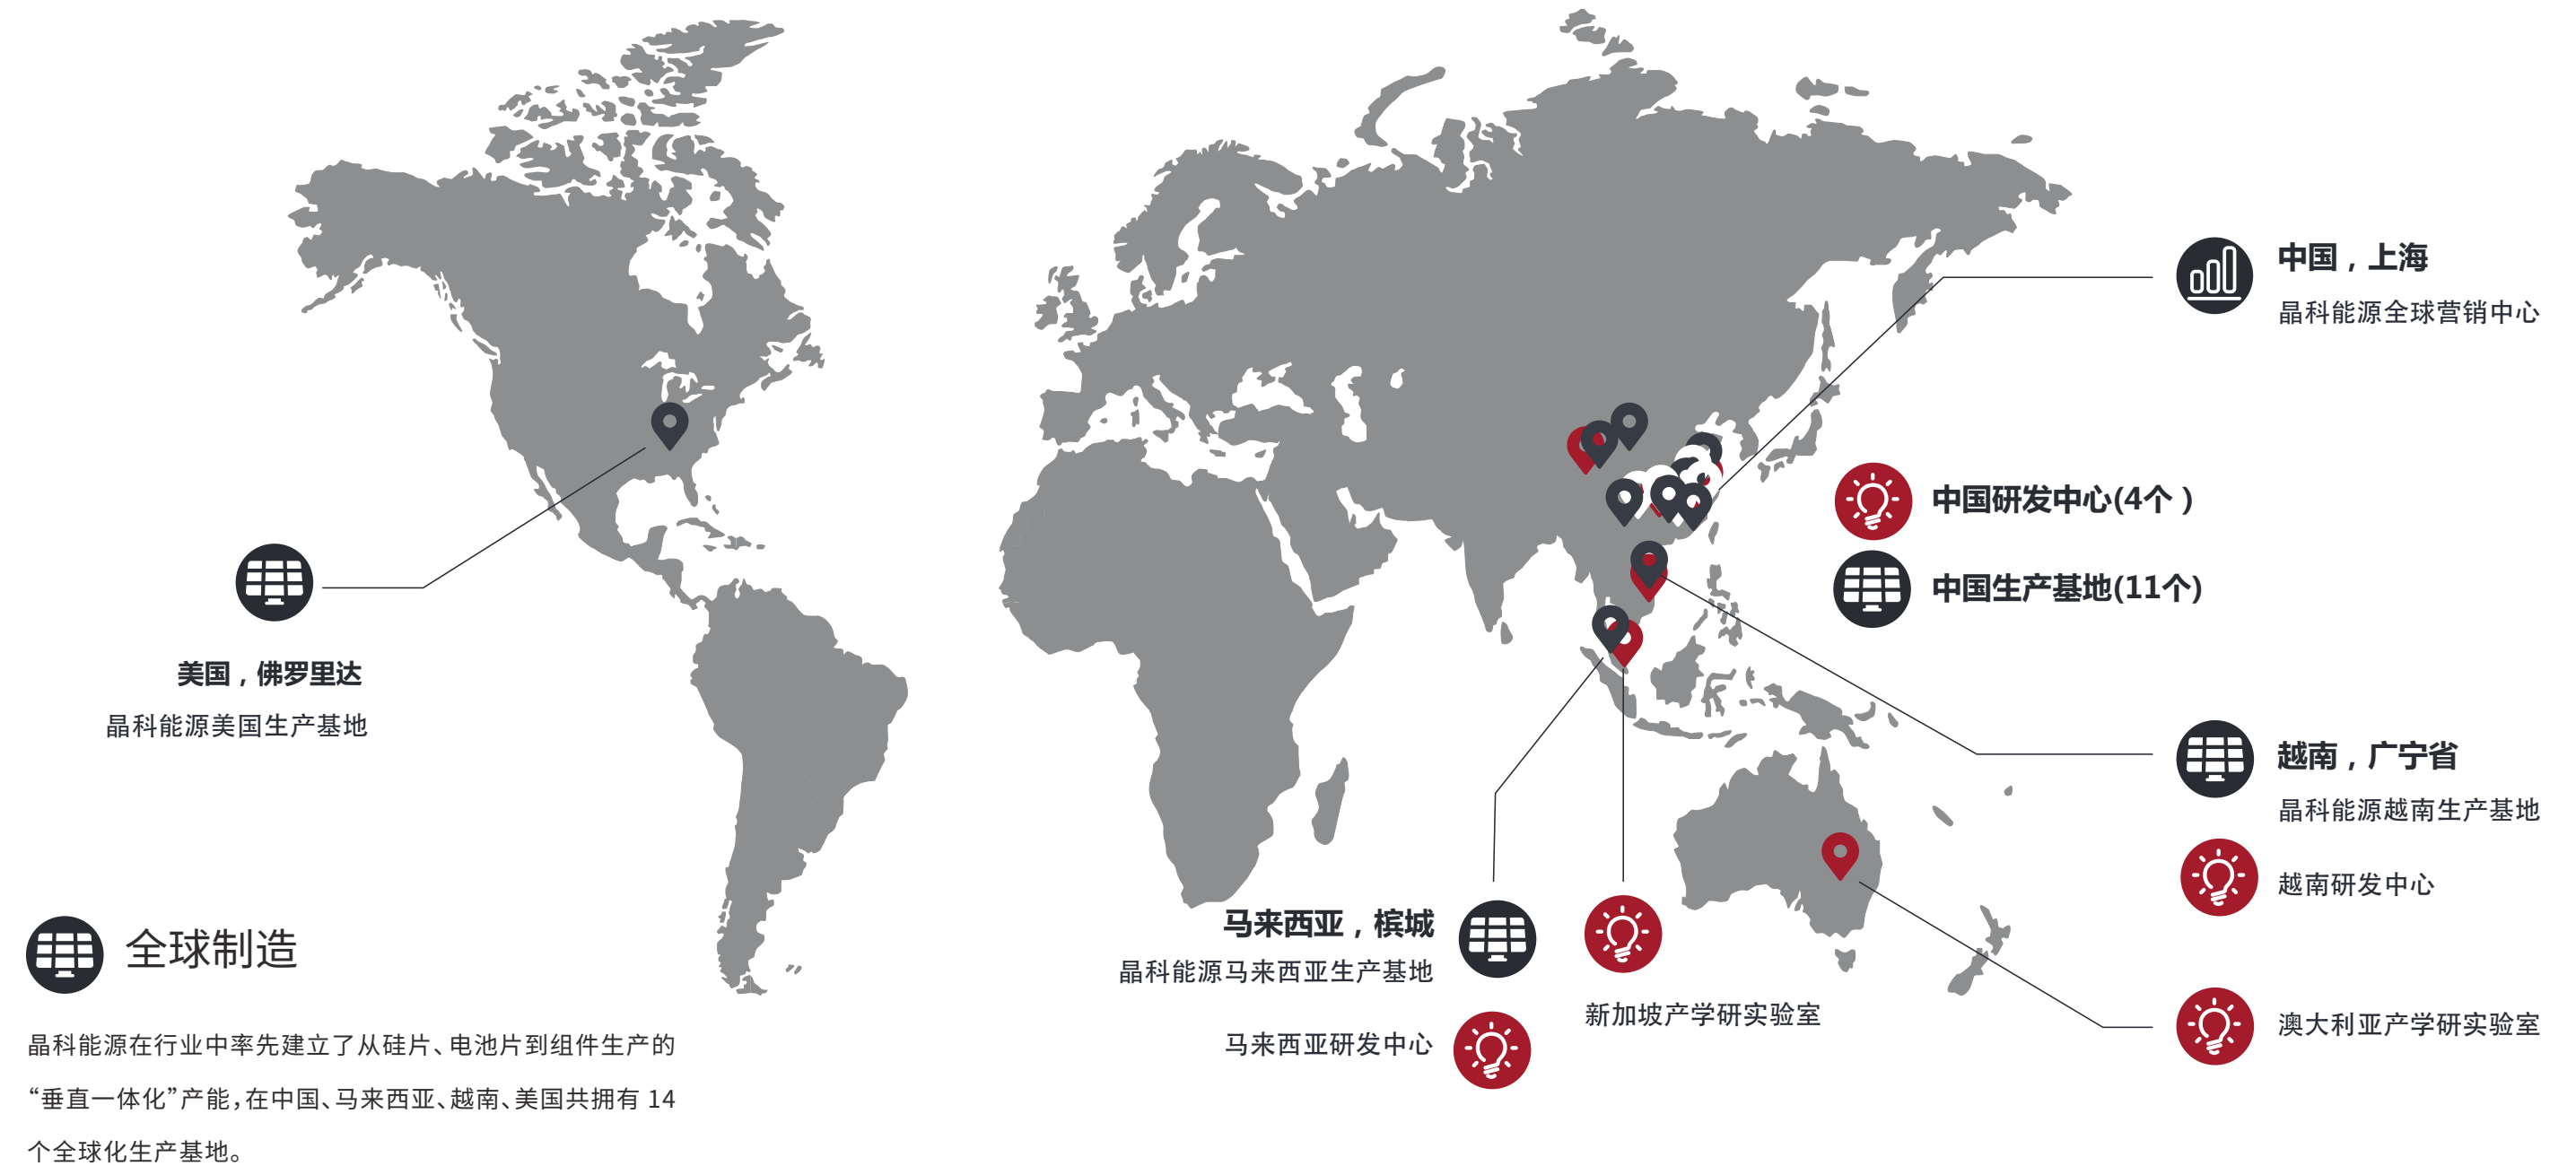 中国，上海
晶科能源全球营销中心
中国研发中心(4个）
中国生产基地(11个)
美国，佛罗里达
晶科能源美国生产基地
越南，广宁省
晶科能源越南生产基地
越南研发中心
马来西亚，槟城
晶科能源马来西亚生产基地
马来西亚研发中心
新加坡产学研实验室
澳大利亚产学研实验室
全球制造
晶科能源在行业中率先建立了从硅片、电池片到组件生产的
“垂直一体化”产能，在中国、马来西亚、越南、美国共拥有 14
个全球化生产基地。